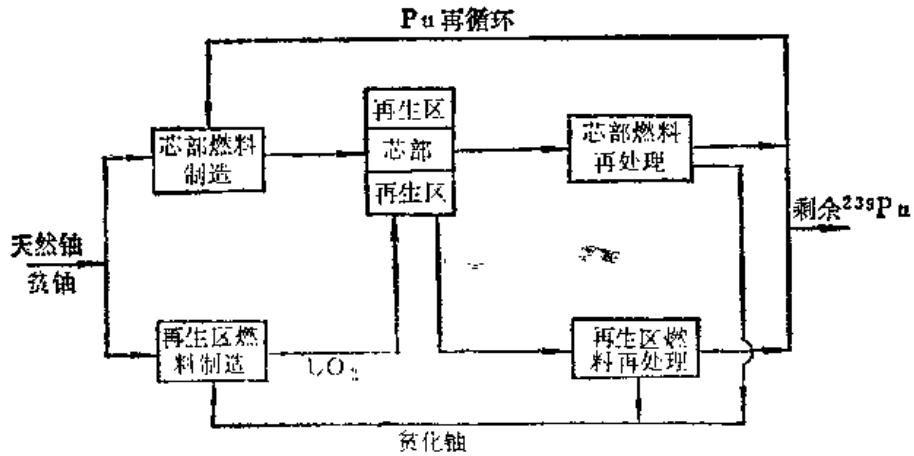 Pu再循环
再生区
芯部燃料
制造
芯部
芯部燃料
再处理
再生区
剩余²³⁹Pu
天然铀
贫铀
再生区燃
料制造
UO₂
再生区燃
料再处理
贫化铀